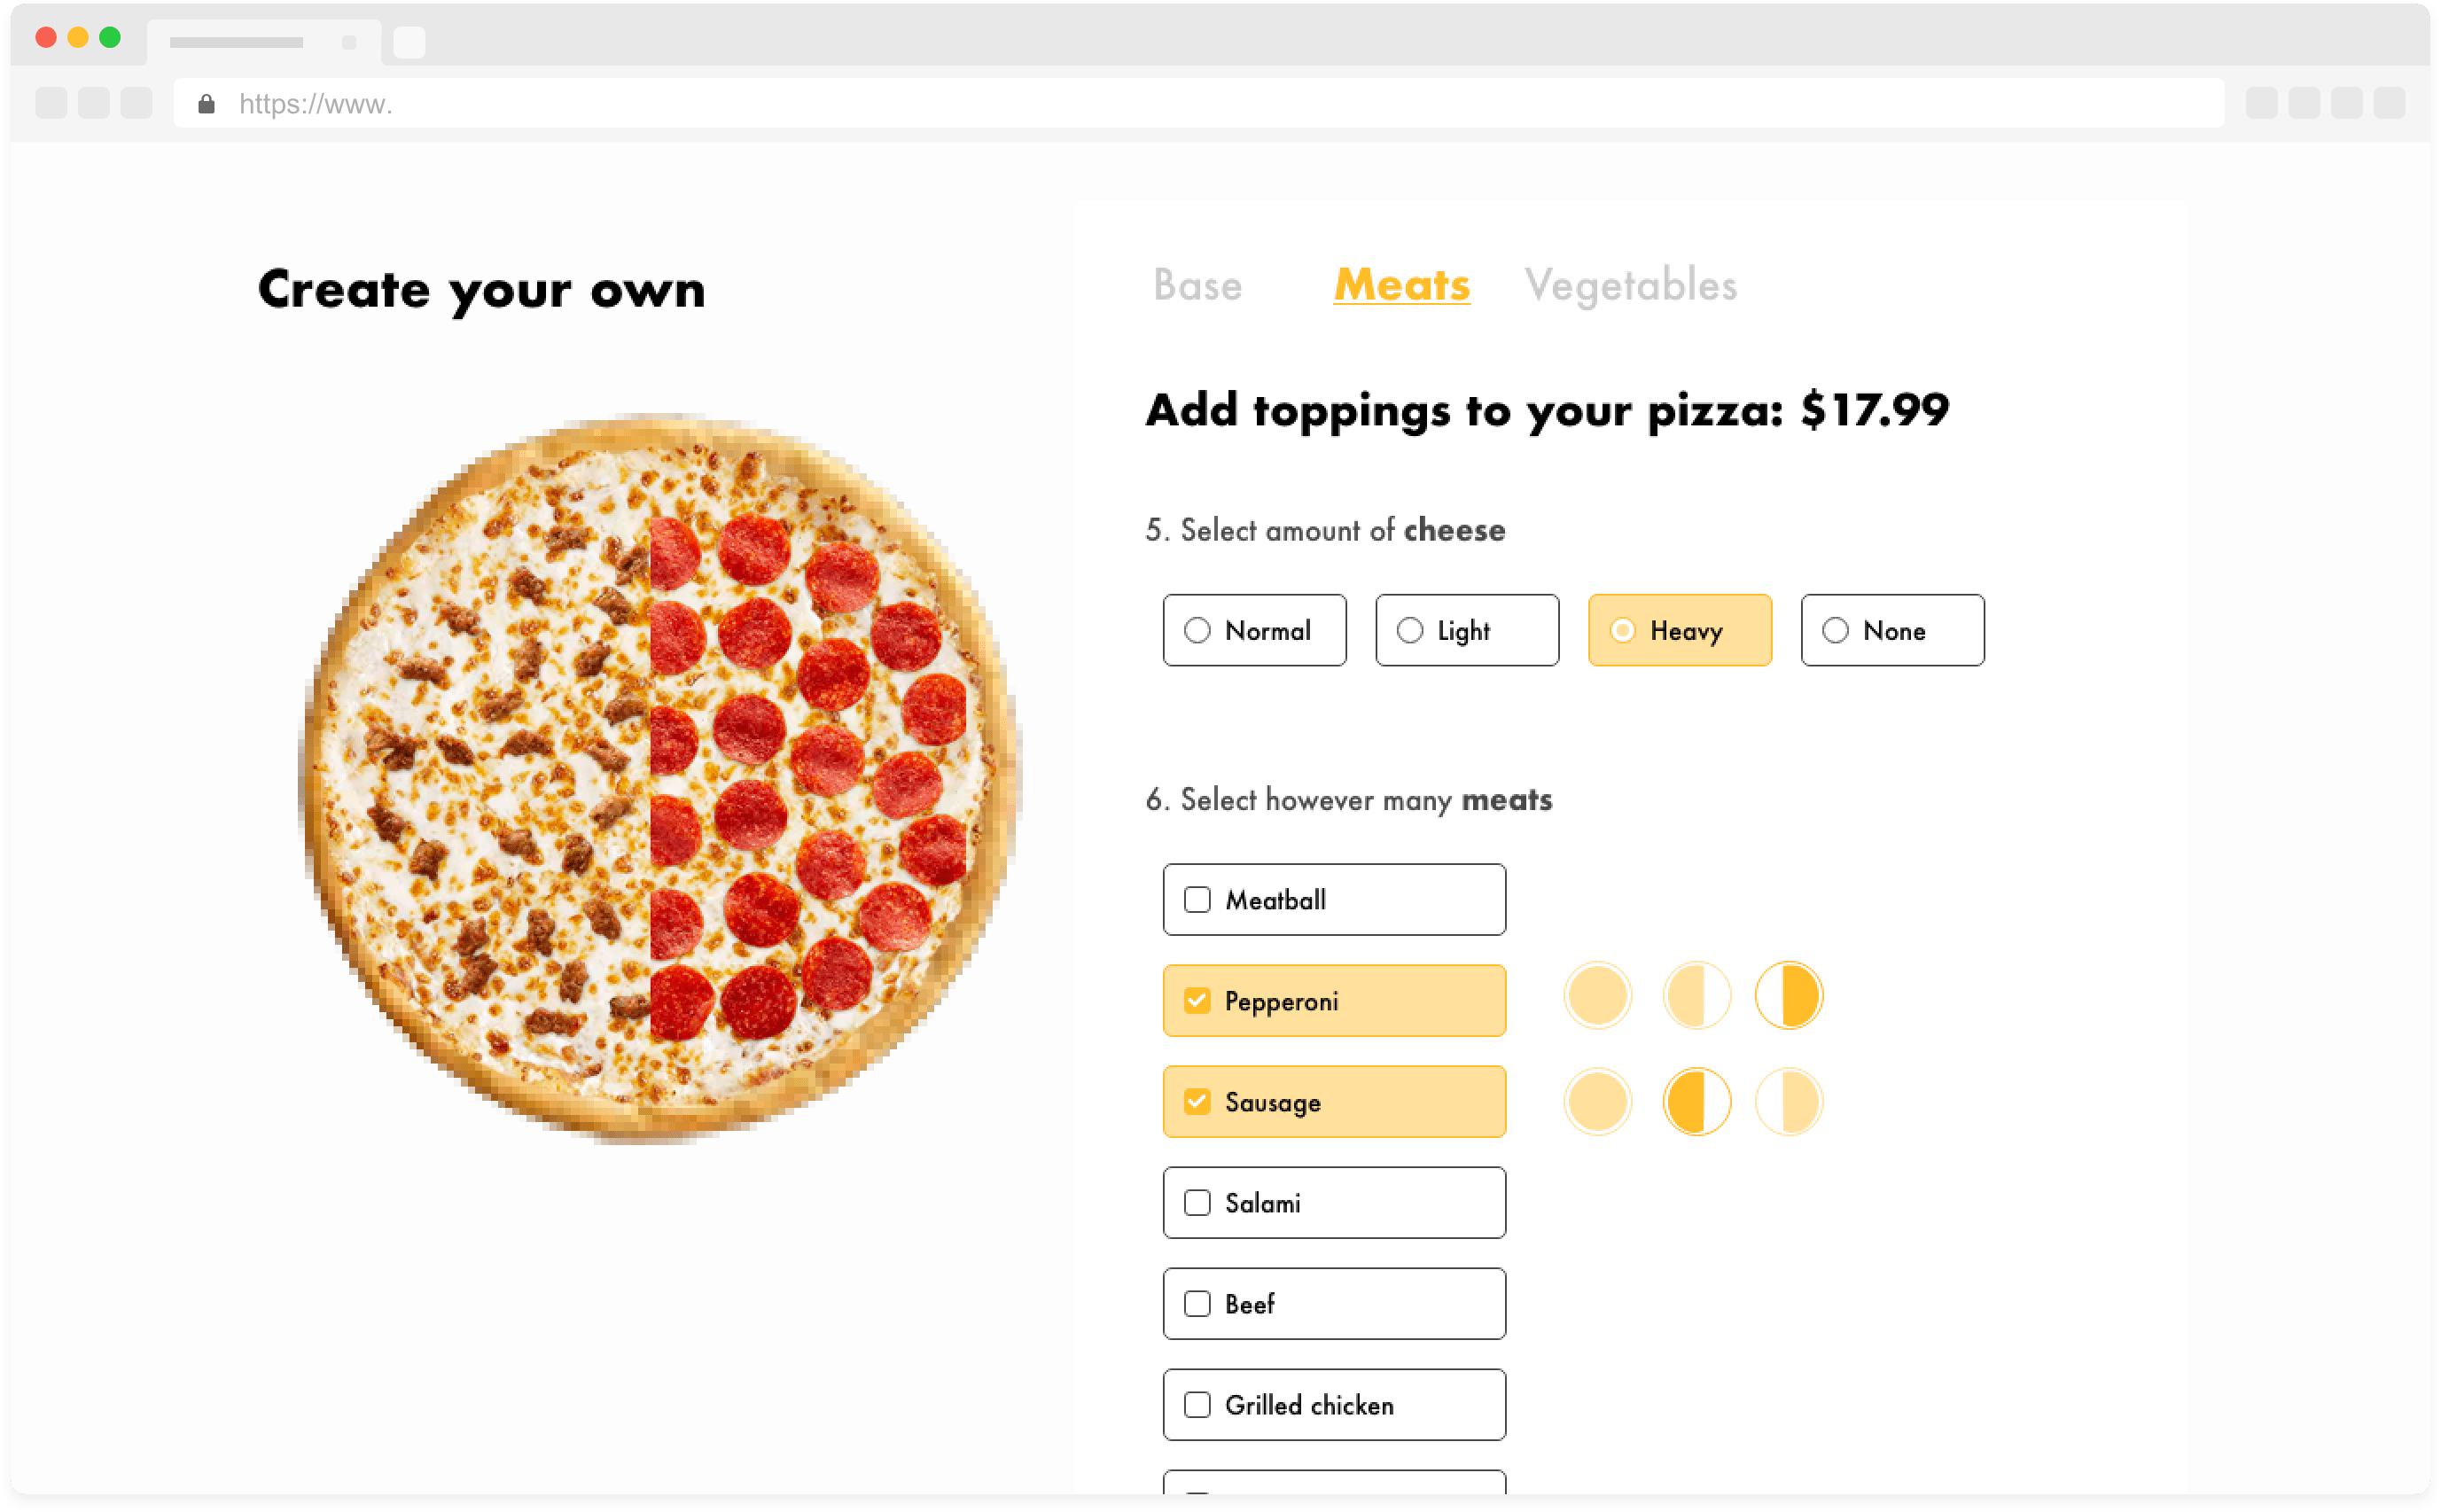 https://www.
Create your own
Base Meats Vegetables
Add toppings to your pizza: $17.99
5. Select amount of cheese
Normal Light Heavy None
6. Select however many meats
Meatball
Pepperoni
Sausage
Salami
Beef
Grilled chicken